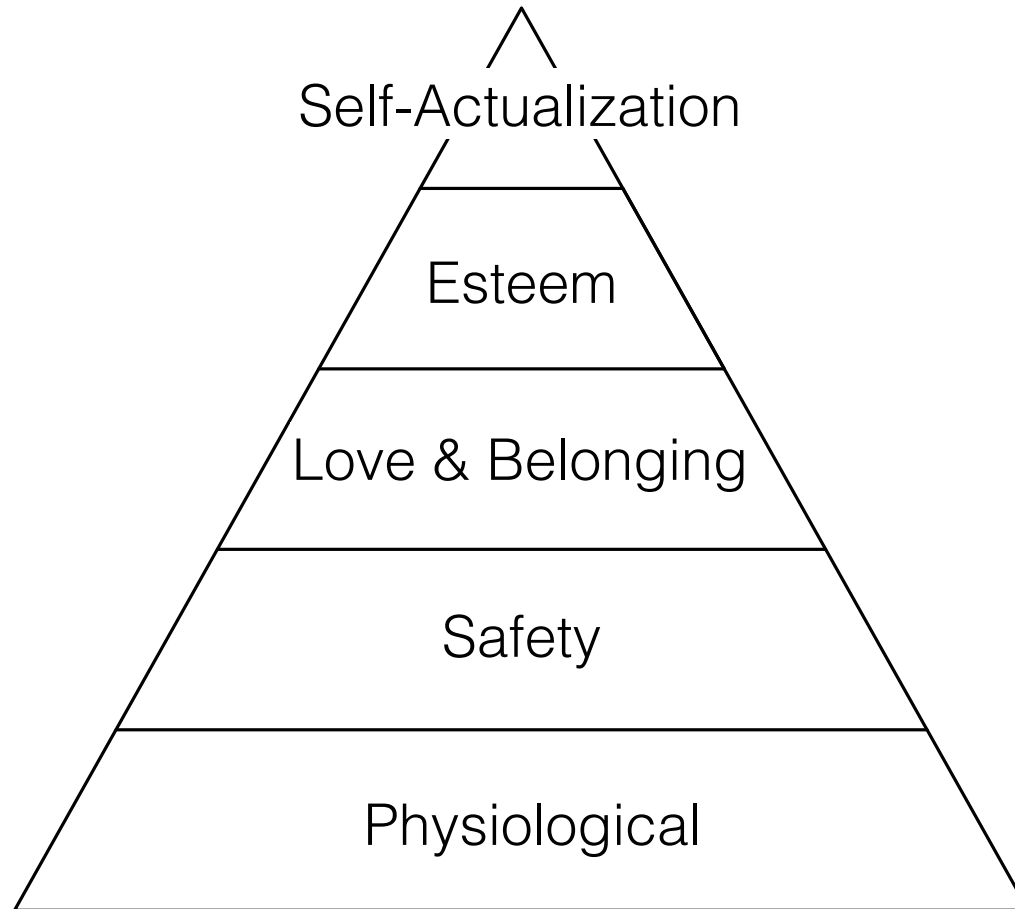 Self-Actualization
Esteem
Love & Belonging
Safety
Physiological